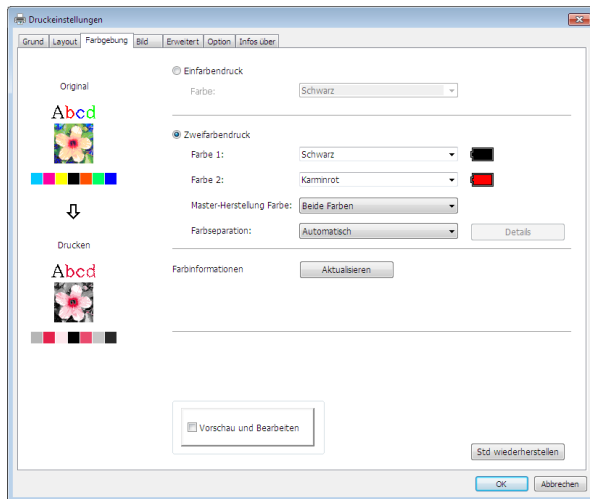 Druckeinstellungen
Grund Layout Farbgebung Bild Erweitert Option Infos über
Original
Abcd
Drucken
Abcd
Einfarbendruck
Farbe: Schwarz
Zweifarbendruck
Farbe 1: Schwarz
Farbe 2: Karminrot
Master-Herstellung Farbe: Beide Farben
Farbseparation: Automatisch Details
Farbinformationen Aktualisieren
Vorschau und Bearbeiten
Std wiederherstellen
OK Abbrechen